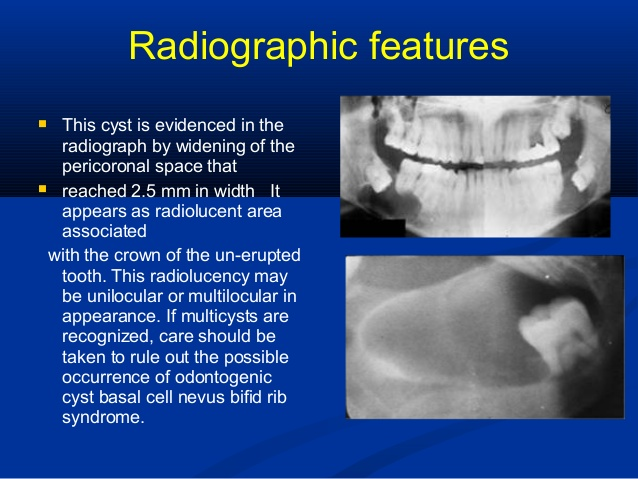 Radiographic features
This cyst is evidenced in the
radiograph by widening of the
pericoronal space that
reached 2.5 mm in width It
appears as radiolucent area
associated
with the crown of the un-erupted
tooth. This radiolucency may
be unilocular or multilocular in
appearance. If multicysts are
recognized, care should be
taken to rule out the possible
occurrence of odontogenic
cyst basal cell nevus bifid rib
syndrome.